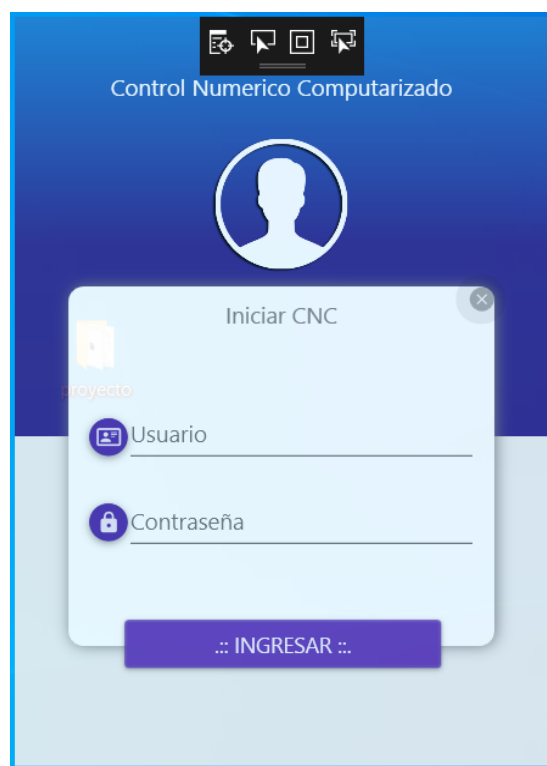 Control Numerico Computarizado
Iniciar CNC
proyecto
Usuario
Contraseña
.:: INGRESAR ::.